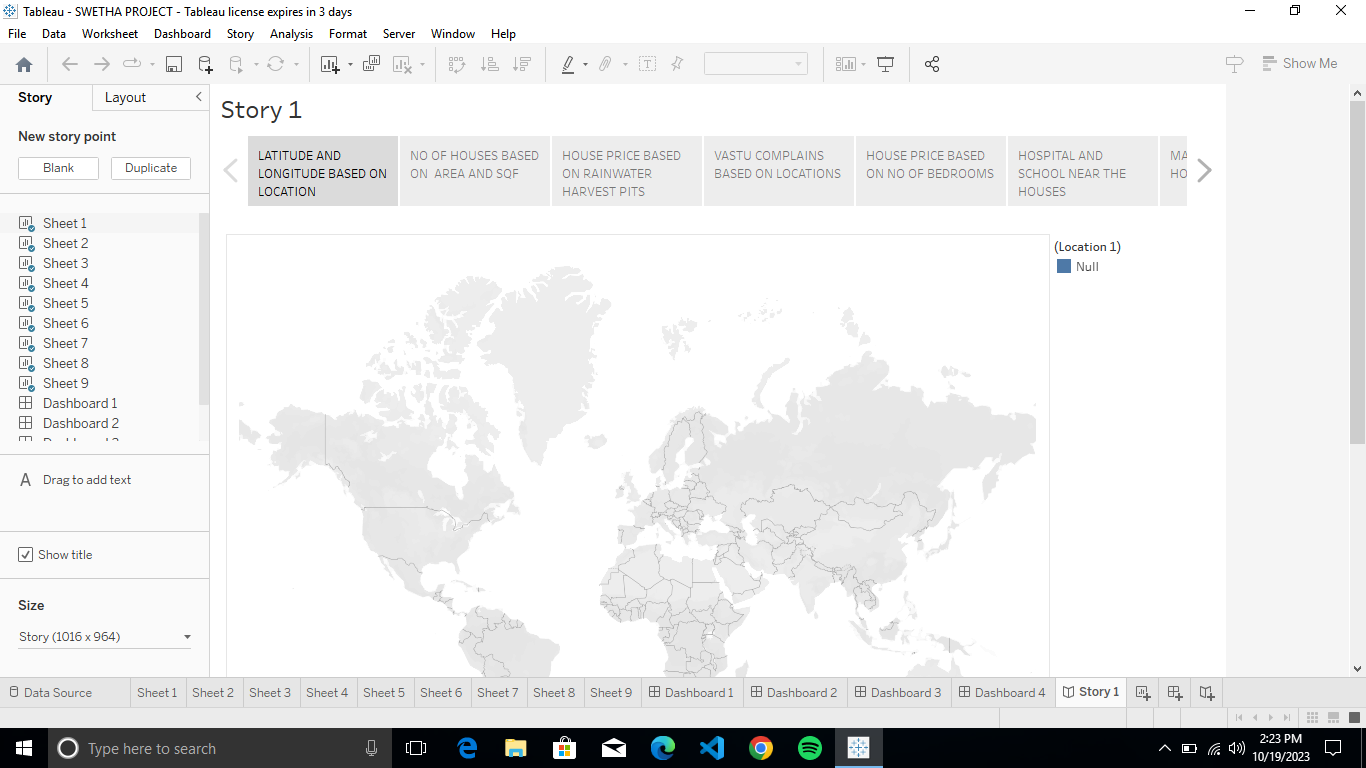 Tableau - SWETHA PROJECT - Tableau license expires in 3 days
File Data Worksheet Dashboard Story Analysis Format Server Window Help
Show Me
Story Layout
New story point
Blank Duplicate
Sheet 1
Sheet 2
Sheet 3
Sheet 4
Sheet 5
Sheet 6
Sheet 7
Sheet 8
Sheet 9
Dashboard 1
Dashboard 2
A Drag to add text
Show title
Size
Story (1016 x 964)
Story 1
LATITUDE AND
LONGITUDE BASED ON
LOCATION
NO OF HOUSES BASED
ON AREA AND SQF
HOUSE PRICE BASED
ON RAINWATER
HARVEST PITS
VASTU COMPLAINS
BASED ON LOCATIONS
HOUSE PRICE BASED
ON NO OF BEDROOMS
HOSPITAL AND
SCHOOL NEAR THE
HOUSES
MA
HO
(Location 1)
Null
Data Source Sheet 1 Sheet 2 Sheet 3 Sheet 4 Sheet 5 Sheet 6 Sheet 7 Sheet 8 Sheet 9 Dashboard 1 Dashboard 2 Dashboard 3 Dashboard 4 Story 1
Type here to search
2:23 PM
10/19/2023